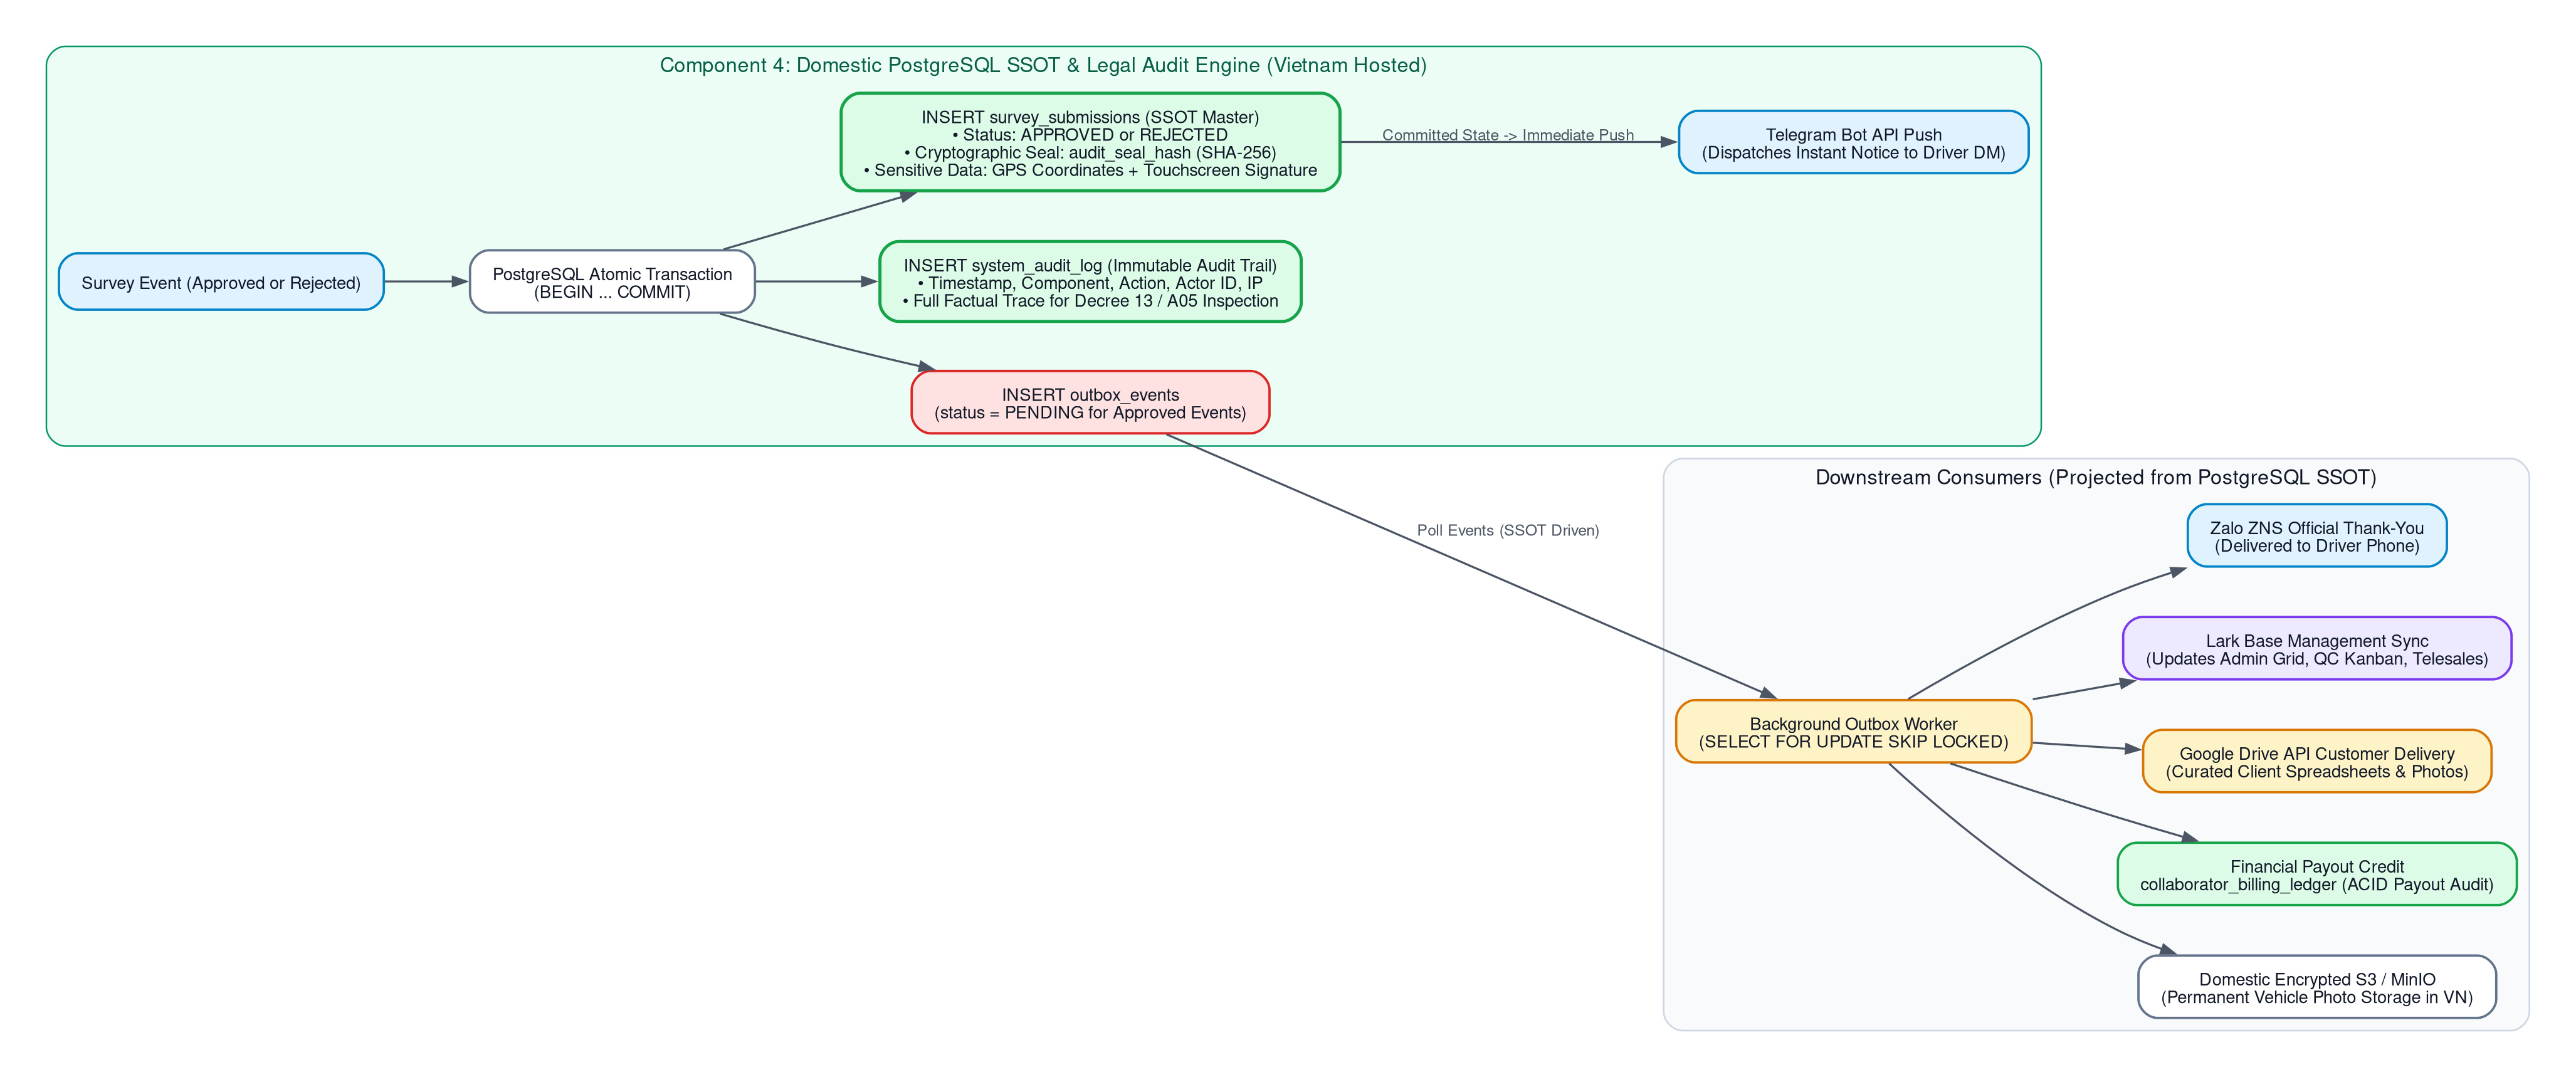 Component 4: Domestic PostgreSQL SSOT & Legal Audit Engine (Vietnam Hosted)
Survey Event (Approved or Rejected)
PostgreSQL Atomic Transaction
(BEGIN ... COMMIT)
INSERT survey_submissions (SSOT Master)
• Status: APPROVED or REJECTED
• Cryptographic Seal: audit_seal_hash (SHA-256)
• Sensitive Data: GPS Coordinates + Touchscreen Signature
Committed State -> Immediate Push
Telegram Bot API Push
(Dispatches Instant Notice to Driver DM)
INSERT system_audit_log (Immutable Audit Trail)
• Timestamp, Component, Action, Actor ID, IP
• Full Factual Trace for Decree 13 / A05 Inspection
INSERT outbox_events
(status = PENDING for Approved Events)
Poll Events (SSOT Driven)
Downstream Consumers (Projected from PostgreSQL SSOT)
Background Outbox Worker
(SELECT FOR UPDATE SKIP LOCKED)
Zalo ZNS Official Thank-You
(Delivered to Driver Phone)
Lark Base Management Sync
(Updates Admin Grid, QC Kanban, Telesales)
Google Drive API Customer Delivery
(Curated Client Spreadsheets & Photos)
Financial Payout Credit
collaborator_billing_ledger (ACID Payout Audit)
Domestic Encrypted S3 / MinIO
(Permanent Vehicle Photo Storage in VN)